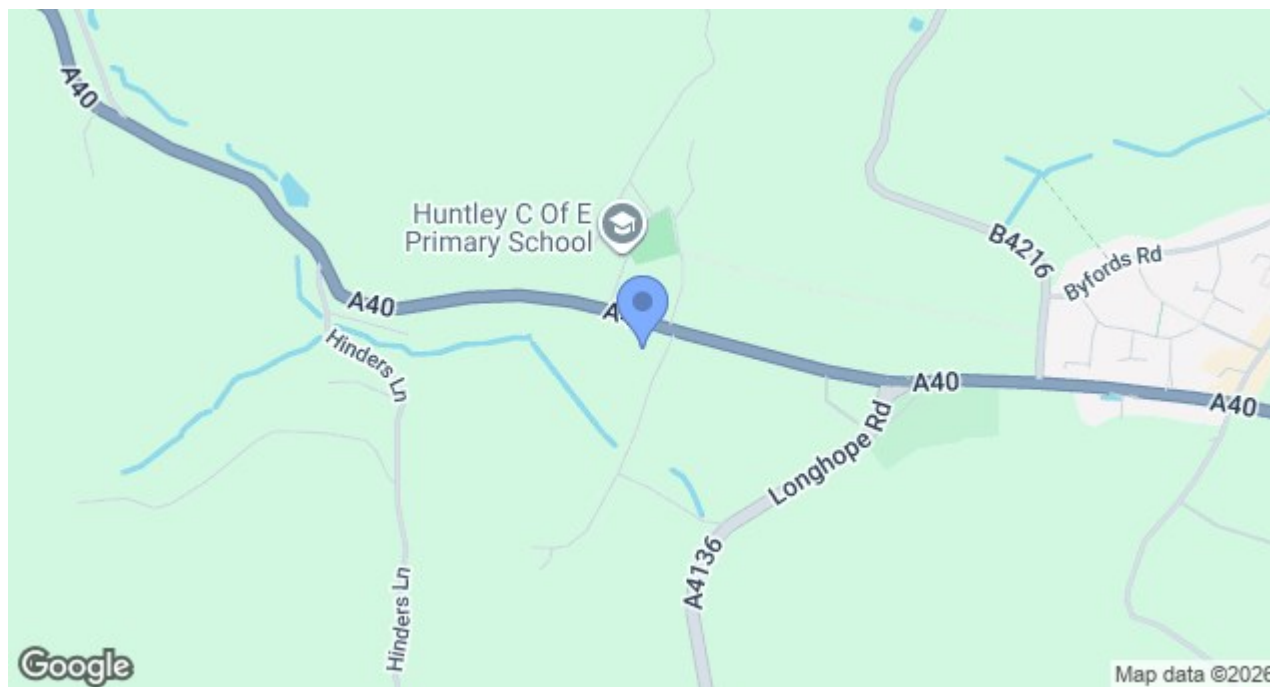 A40
Huntley C Of E
Primary School
B4216
Byfords Rd
A40
A4
Hinders Ln
A40
A40
Longhope Rd
A4136
Hinders Ln
Google
Map data ©2026